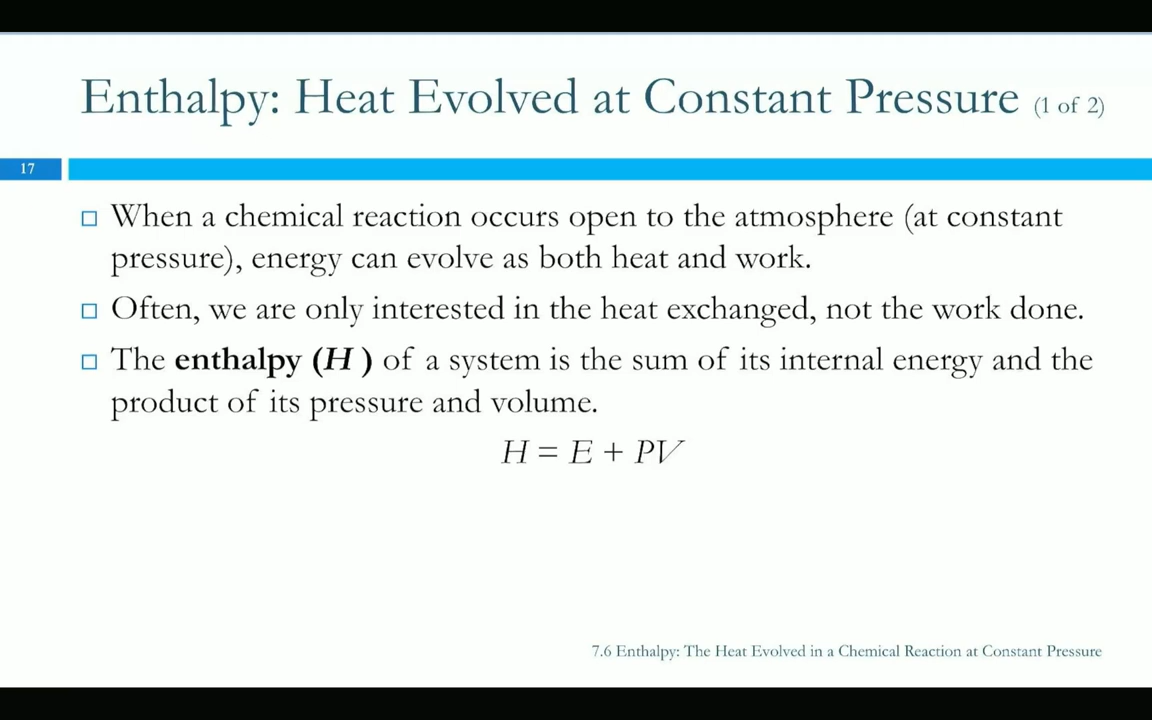 Enthalpy: Heat Evolved at Constant Pressure (1 of 2)
17
When a chemical reaction occurs open to the atmosphere (at constant
pressure), energy can evolve as both heat and work.
Often, we are only interested in the heat exchanged, not the work done.
The enthalpy (H ) of a system is the sum of its internal energy and the
product of its pressure and volume.
H = E + PV
7.6 Enthalpy: The Heat Evolved in a Chemical Reaction at Constant Pressure